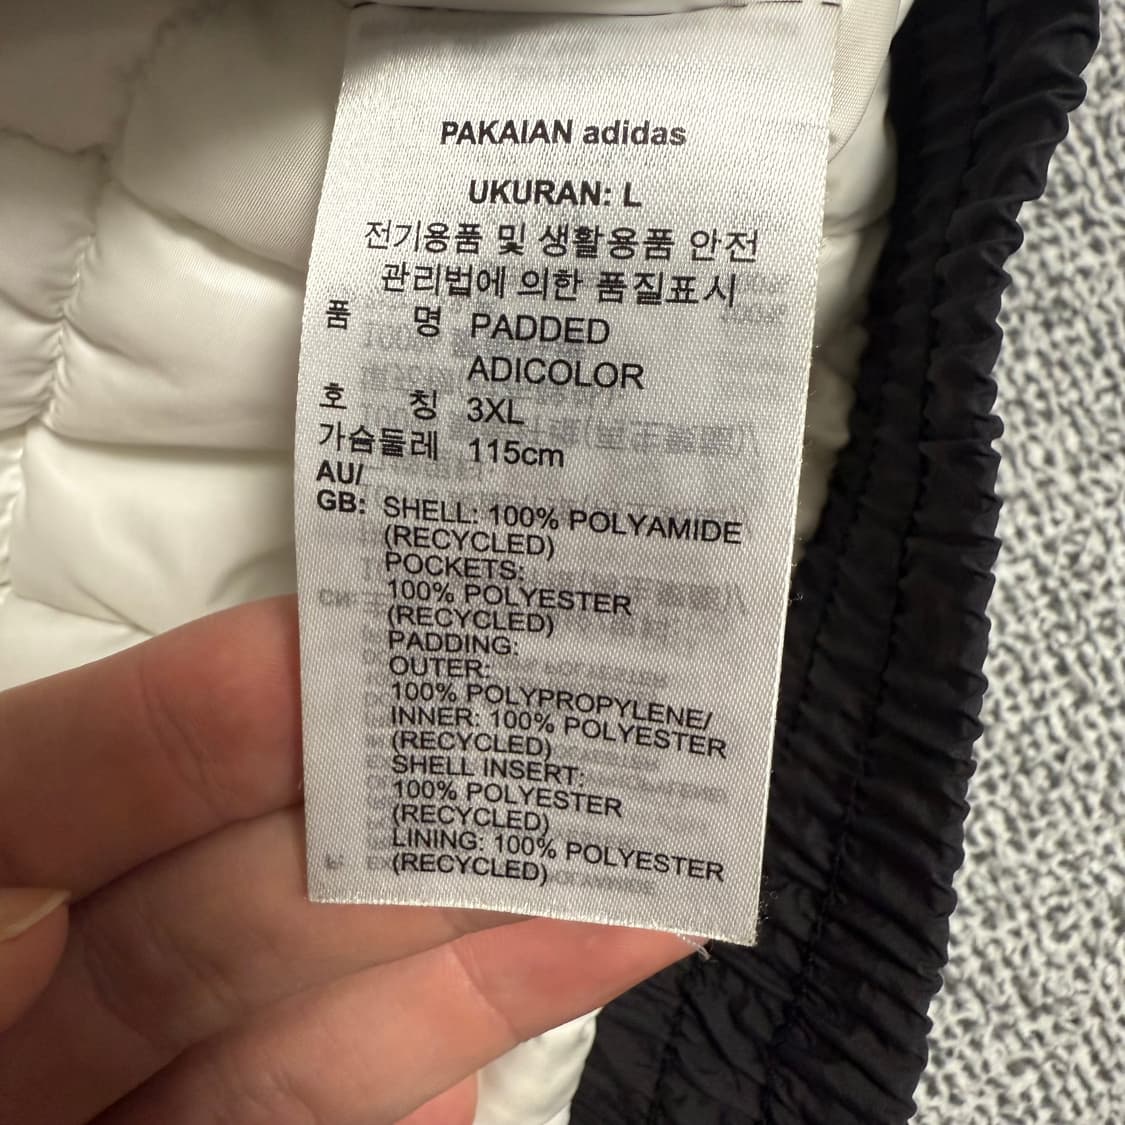 PAKAIAN adidas
UKURAN: L
전기용품 및 생활용품 안전
관리법에 의한 품질표시
품 명 PADDED
ADICOLOR
호 칭 3XL
가슴둘레 115cm
AU/
GB: SHELL: 100% POLYAMIDE
(RECYCLED)
POCKETS:
100% POLYESTER
(RECYCLED)
PADDING:
OUTER:
100% POLYPROPYLENE/
INNER: 100% POLYESTER
(RECYCLED)
SHELL INSERT:
100% POLYESTER
(RECYCLED)
LINING: 100% POLYESTER
(RECYCLED)